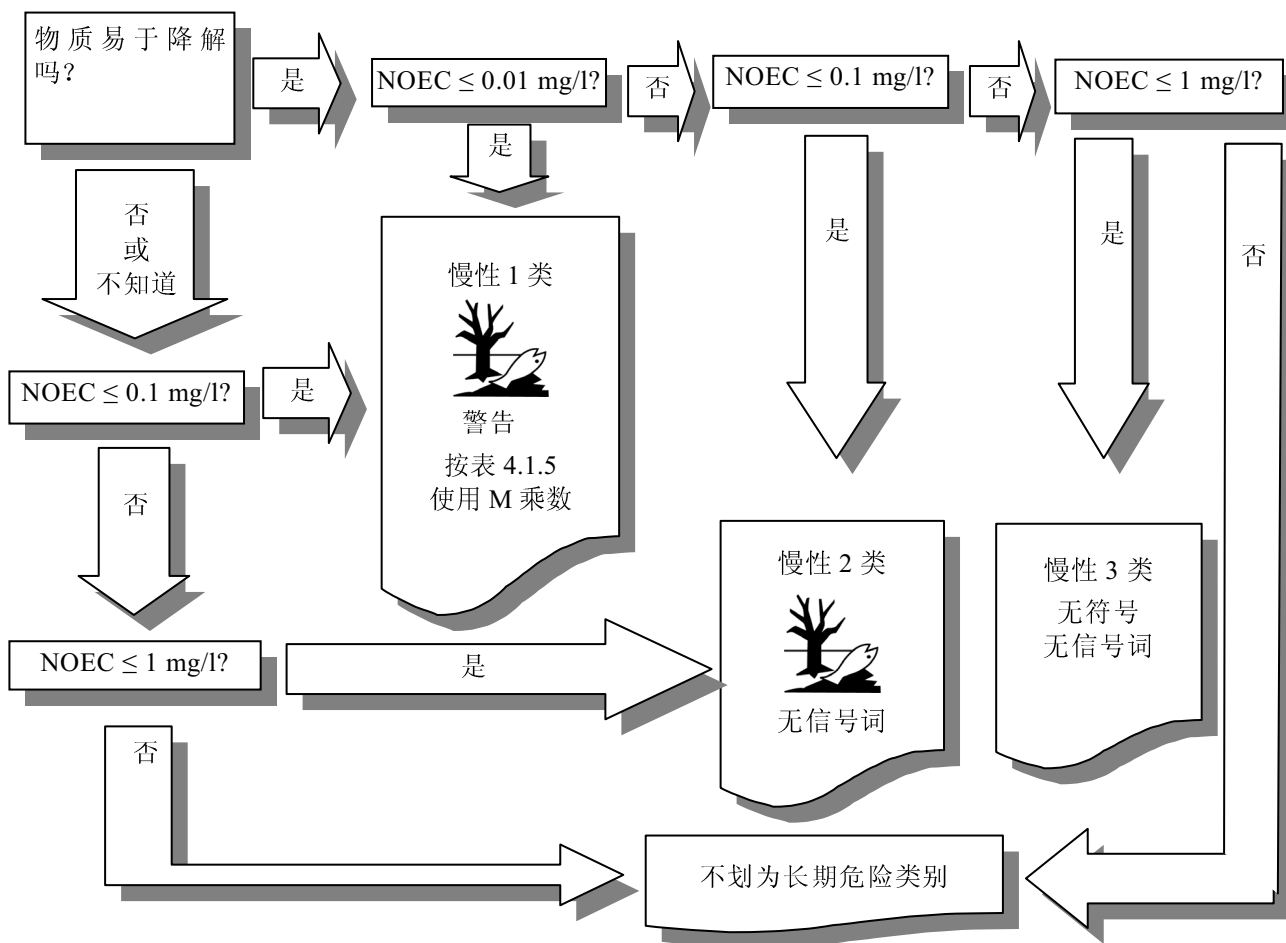 物质易于降解
吗?
是
NOEC ≤ 0.01 mg/l?
否
NOEC ≤ 0.1 mg/l?
否
NOEC ≤ 1 mg/l?
是
否
或
不知道
是
是
否
慢性 1 类
警告
按表 4.1.5
使用 M 乘数
NOEC ≤ 0.1 mg/l?
是
否
慢性 2 类
无信号词
慢性 3 类
无符号
无信号词
NOEC ≤ 1 mg/l?
是
否
不划为长期危险类别